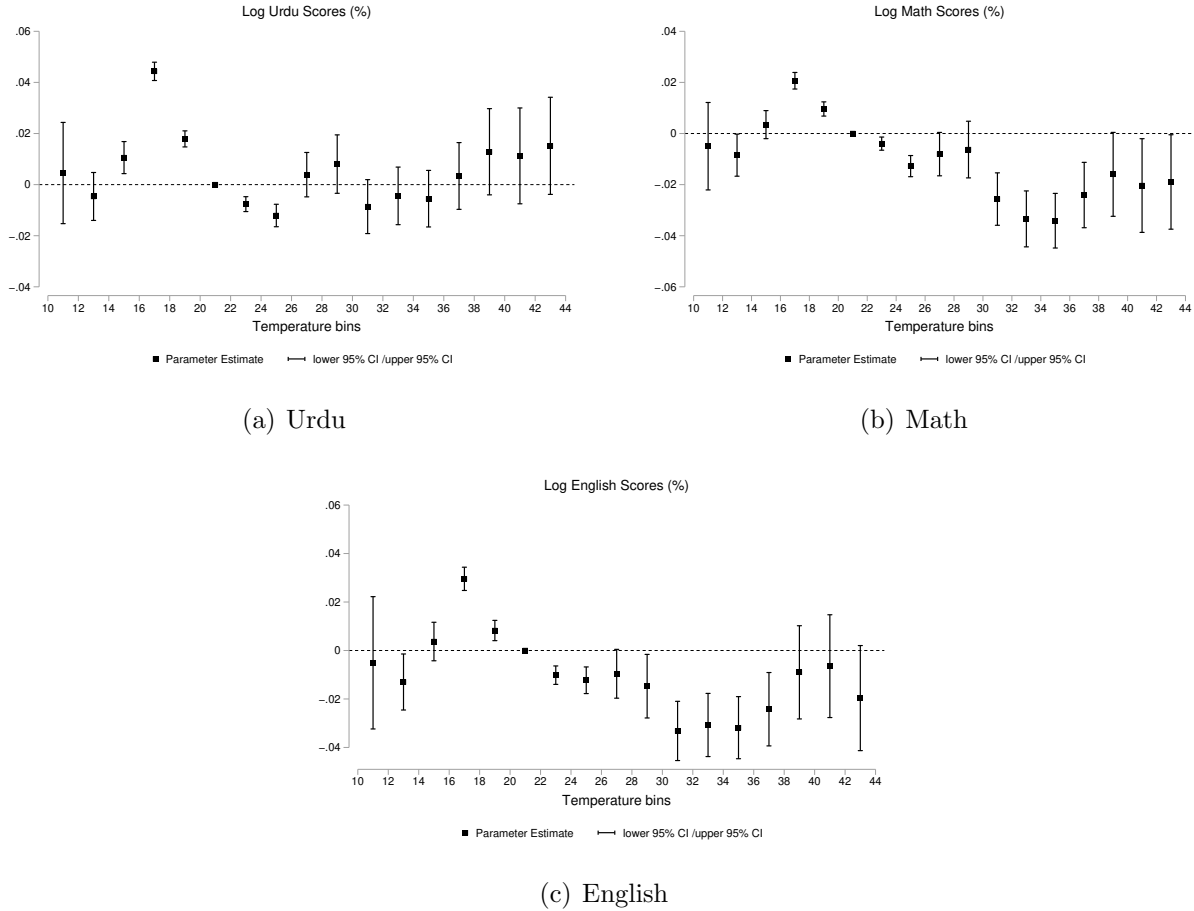 Log Urdu Scores (%)
.06
.04
.02
0
−.02
−.04
10 12 14 16 18 20 22 24 26 28 30 32 34 36 38 40 42 44
Temperature bins
Parameter Estimate lower 95% CI /upper 95% CI
(a) Urdu
Log Math Scores (%)
.04
.02
0
−.02
−.04
−.06
10 12 14 16 18 20 22 24 26 28 30 32 34 36 38 40 42 44
Temperature bins
Parameter Estimate lower 95% CI /upper 95% CI
(b) Math
Log English Scores (%)
.06
.04
.02
0
−.02
−.04
10 12 14 16 18 20 22 24 26 28 30 32 34 36 38 40 42 44
Temperature bins
Parameter Estimate lower 95% CI /upper 95% CI
(c) English